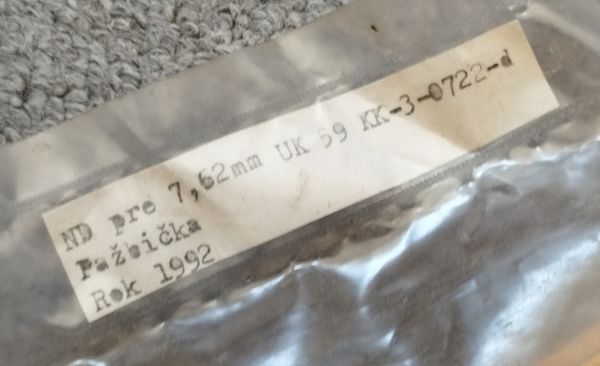 ND pre 7,62mm UK 59 KK-3-0722-d
Pažbička
Rok 1992